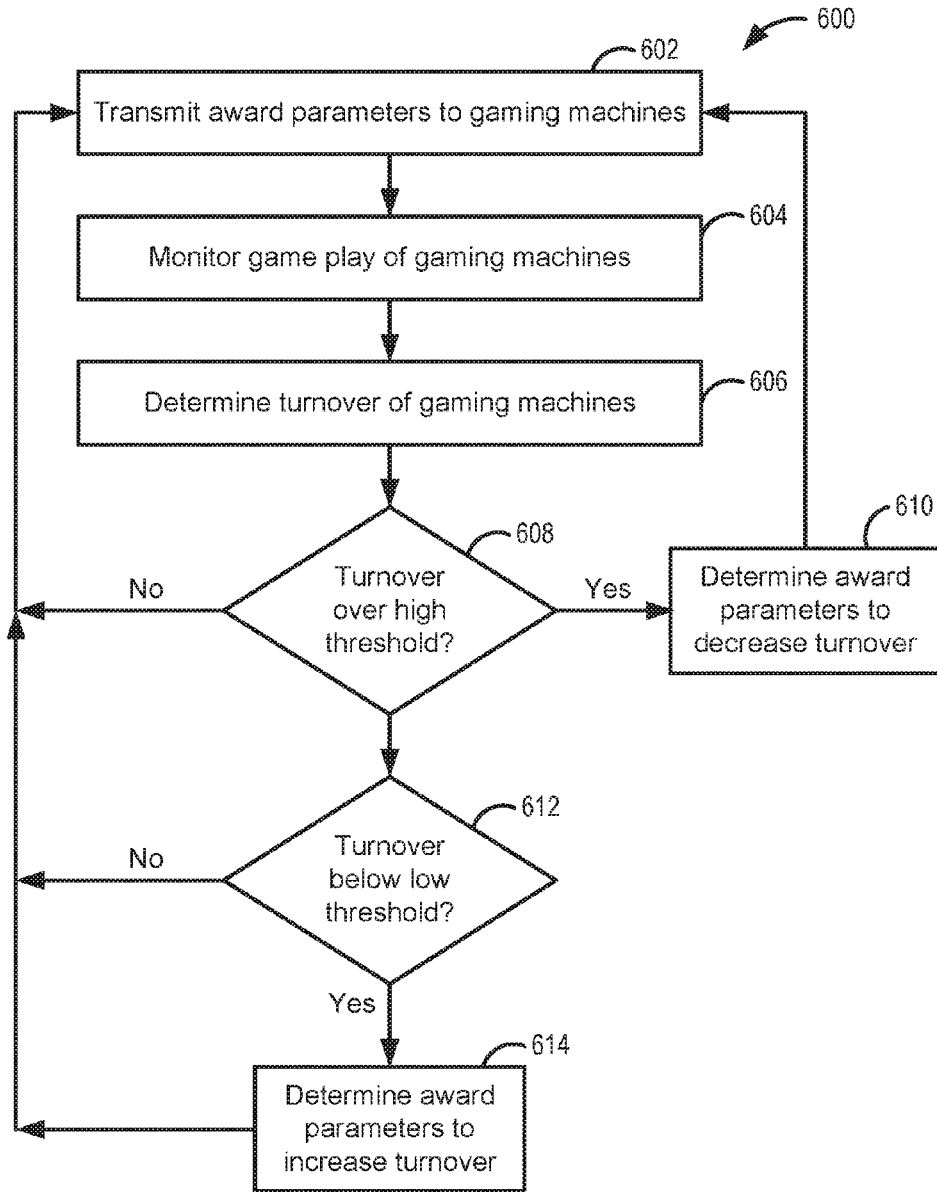 600
602
Transmit award parameters to gaming machines
604
Monitor game play of gaming machines
606
Determine turnover of gaming machines
608
Turnover
over high
threshold?
No
Yes
610
Determine award
parameters to
decrease turnover
612
Turnover
below low
threshold?
No
Yes
614
Determine award
parameters to
increase turnover